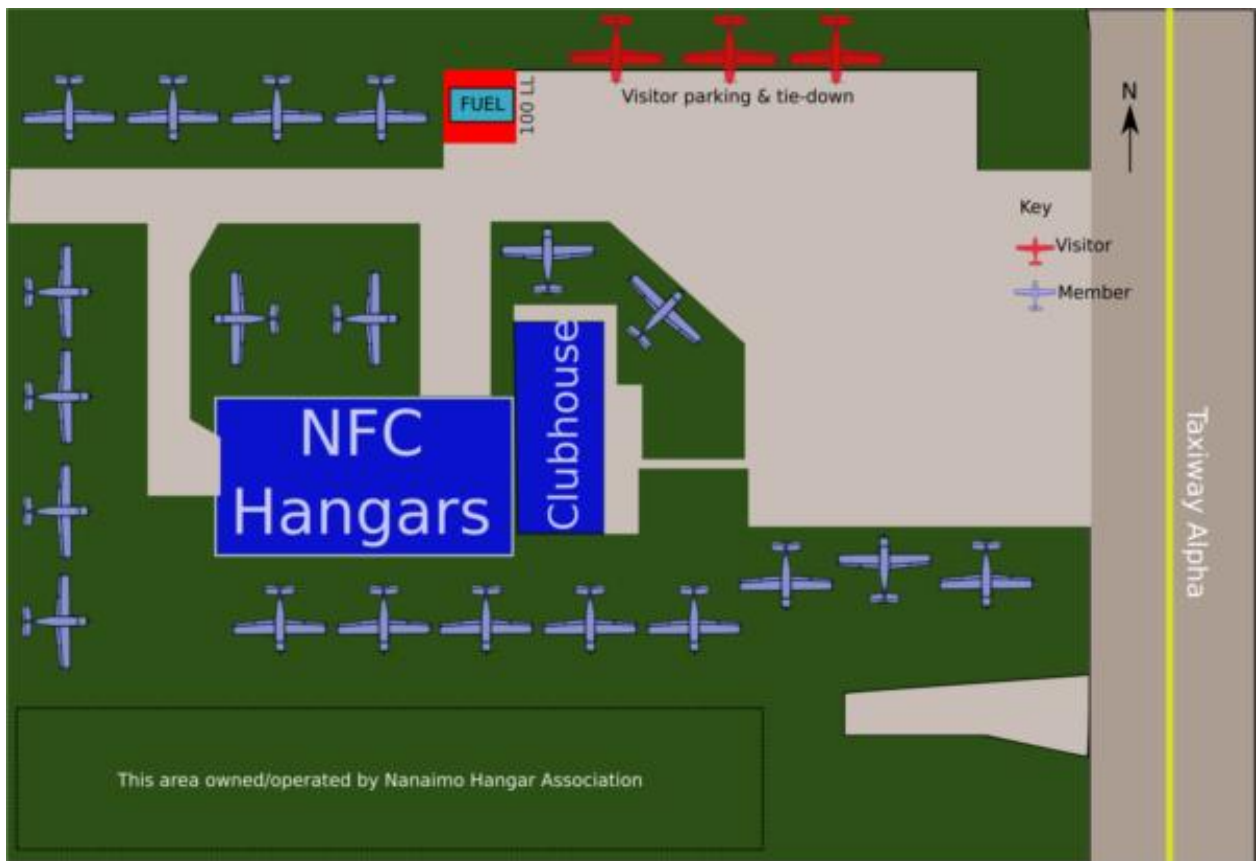 FUEL
100 LL
Visitor parking & tie-down
N
Key
Visitor
Member
NFC
Hangars
Clubhouse
Taxiway Alpha
This area owned/operated by Nanaimo Hangar Association